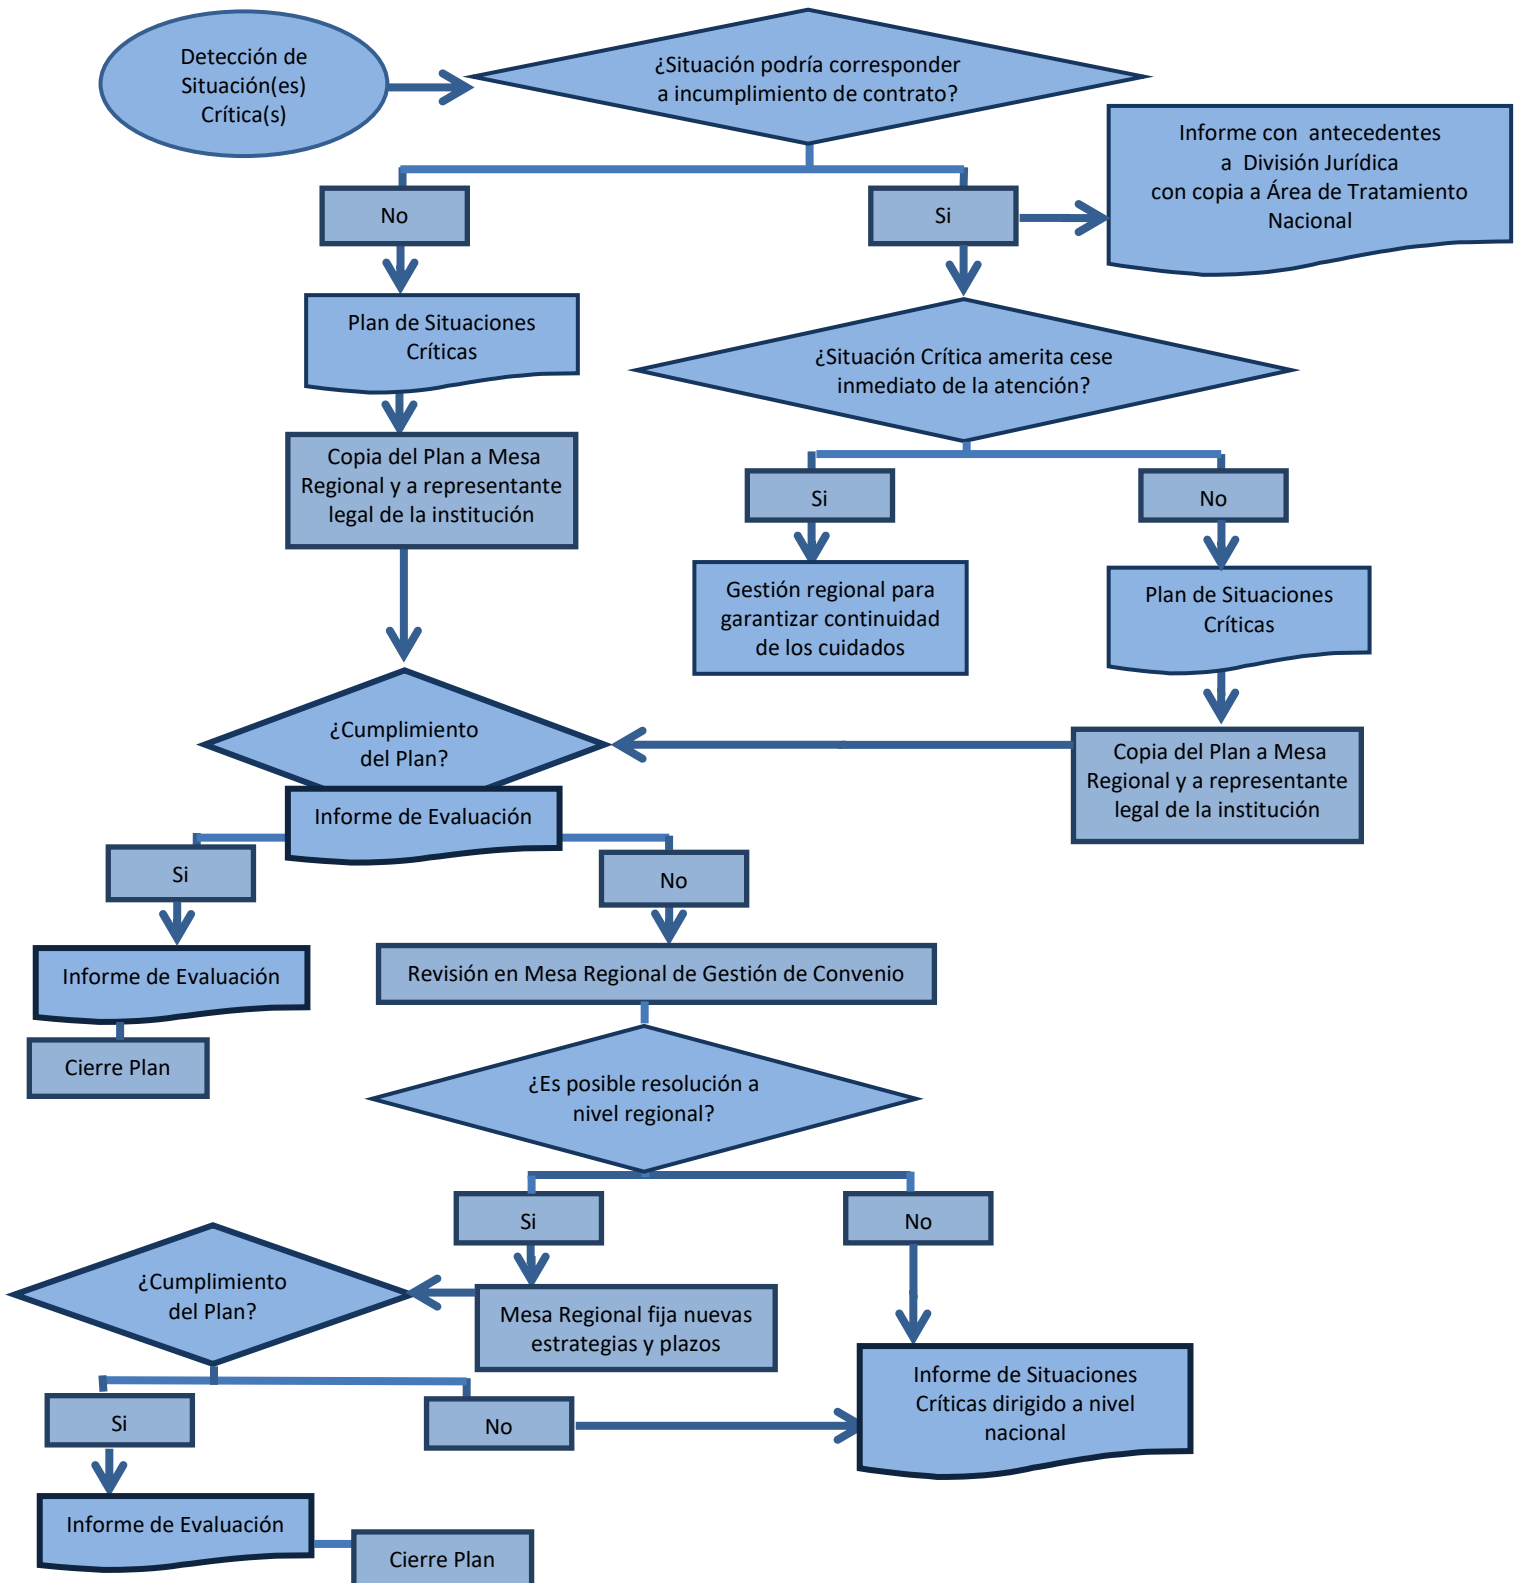 Detección de
Situación(es)
Crítica(s)
¿Situación podría corresponder
a incumplimiento de contrato?
Informe con antecedentes
a División Jurídica
con copia a Área de Tratamiento
Nacional
No
Si
Plan de Situaciones
Críticas
¿Situación Crítica amerita cese
inmediato de la atención?
Copia del Plan a Mesa
Regional y a representante
legal de la institución
Si
No
Gestión regional para
garantizar continuidad
de los cuidados
Plan de Situaciones
Críticas
¿Cumplimiento
del Plan?
Copia del Plan a Mesa
Regional y a representante
legal de la institución
Informe de Evaluación
Si
No
Informe de Evaluación
Revisión en Mesa Regional de Gestión de Convenio
Cierre Plan
¿Es posible resolución a
nivel regional?
Si
No
¿Cumplimiento
del Plan?
Mesa Regional fija nuevas
estrategias y plazos
Informe de Situaciones
Críticas dirigido a nivel
nacional
Si
No
Informe de Evaluación
Cierre Plan